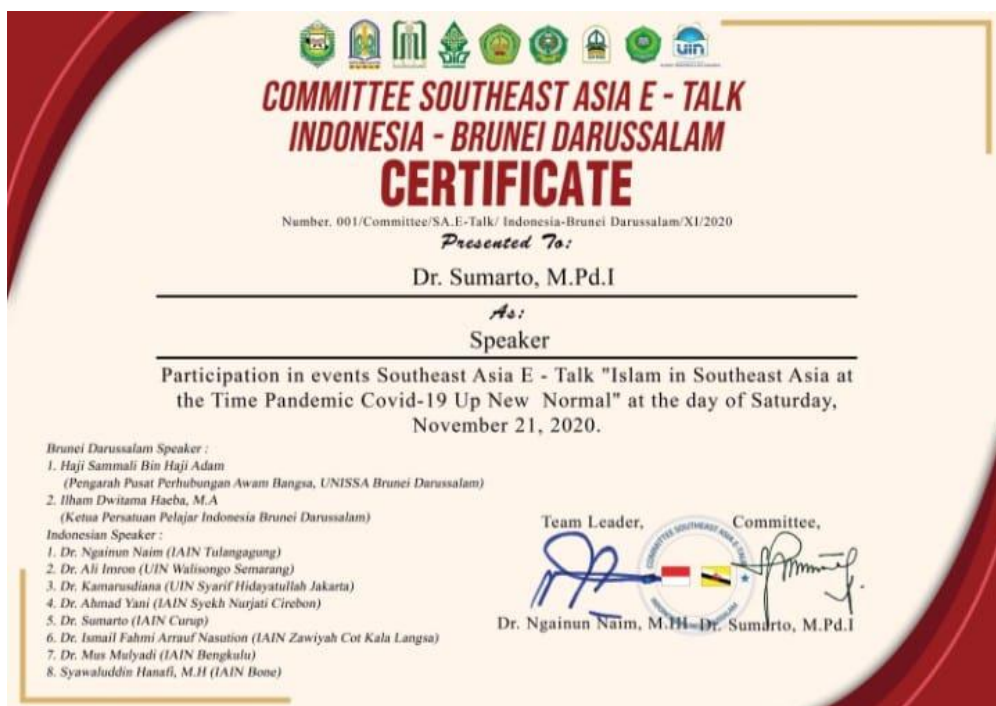 uin
COMMITTEE SOUTHEAST ASIA E - TALK
INDONESIA - BRUNEI DARUSSALAM
CERTIFICATE
Number. 001/Committee/SA.E-Talk/ Indonesia-Brunei Darussalam/XI/2020
Presented To:
Dr. Sumarto, M.Pd.I
As:
Speaker
Participation in events Southeast Asia E - Talk "Islam in Southeast Asia at
the Time Pandemic Covid-19 Up New Normal" at the day of Saturday,
November 21, 2020.
Brunei Darussalam Speaker :
1. Haji Sammali Bin Haji Adam
(Pengarah Pusat Perhubungan Awam Bangsa, UNISSA Brunei Darussalam)
2. Ilham Dwitama Haeba, M.A
(Ketua Persatuan Pelajar Indonesia Brunei Darussalam)
Indonesian Speaker :
1. Dr. Ngainun Naim (IAIN Tulangagung)
2. Dr. Ali Imron (UIN Walisongo Semarang)
3. Dr. Kamarusdiana (UIN Syarif Hidayatullah Jakarta)
4. Dr. Ahmad Yani (IAIN Syekh Nurjati Cirebon)
5. Dr. Sumarto (IAIN Curup)
6. Dr. Ismail Fahmi Arrauf Nasution (IAIN Zawiyah Cot Kala Langsa)
7. Dr. Mus Mulyadi (IAIN Bengkulu)
8. Syawaluddin Hanafi, M.H (IAIN Bone)
Team Leader,
Committee,
COMMITTEE SOUTHEAST ASIA E-TALK
Dr. Ngainun Naim, M.HI
Dr. Sumarto, M.Pd.I